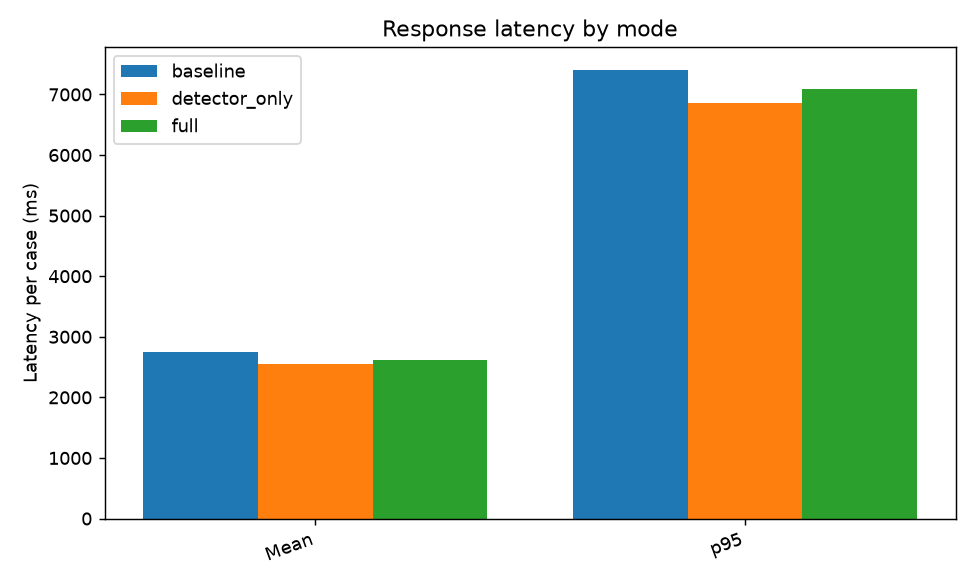 Response latency by mode
baseline
detector_only
full
Latency per case (ms)
7000
6000
5000
4000
3000
2000
1000
0
Mean
p95